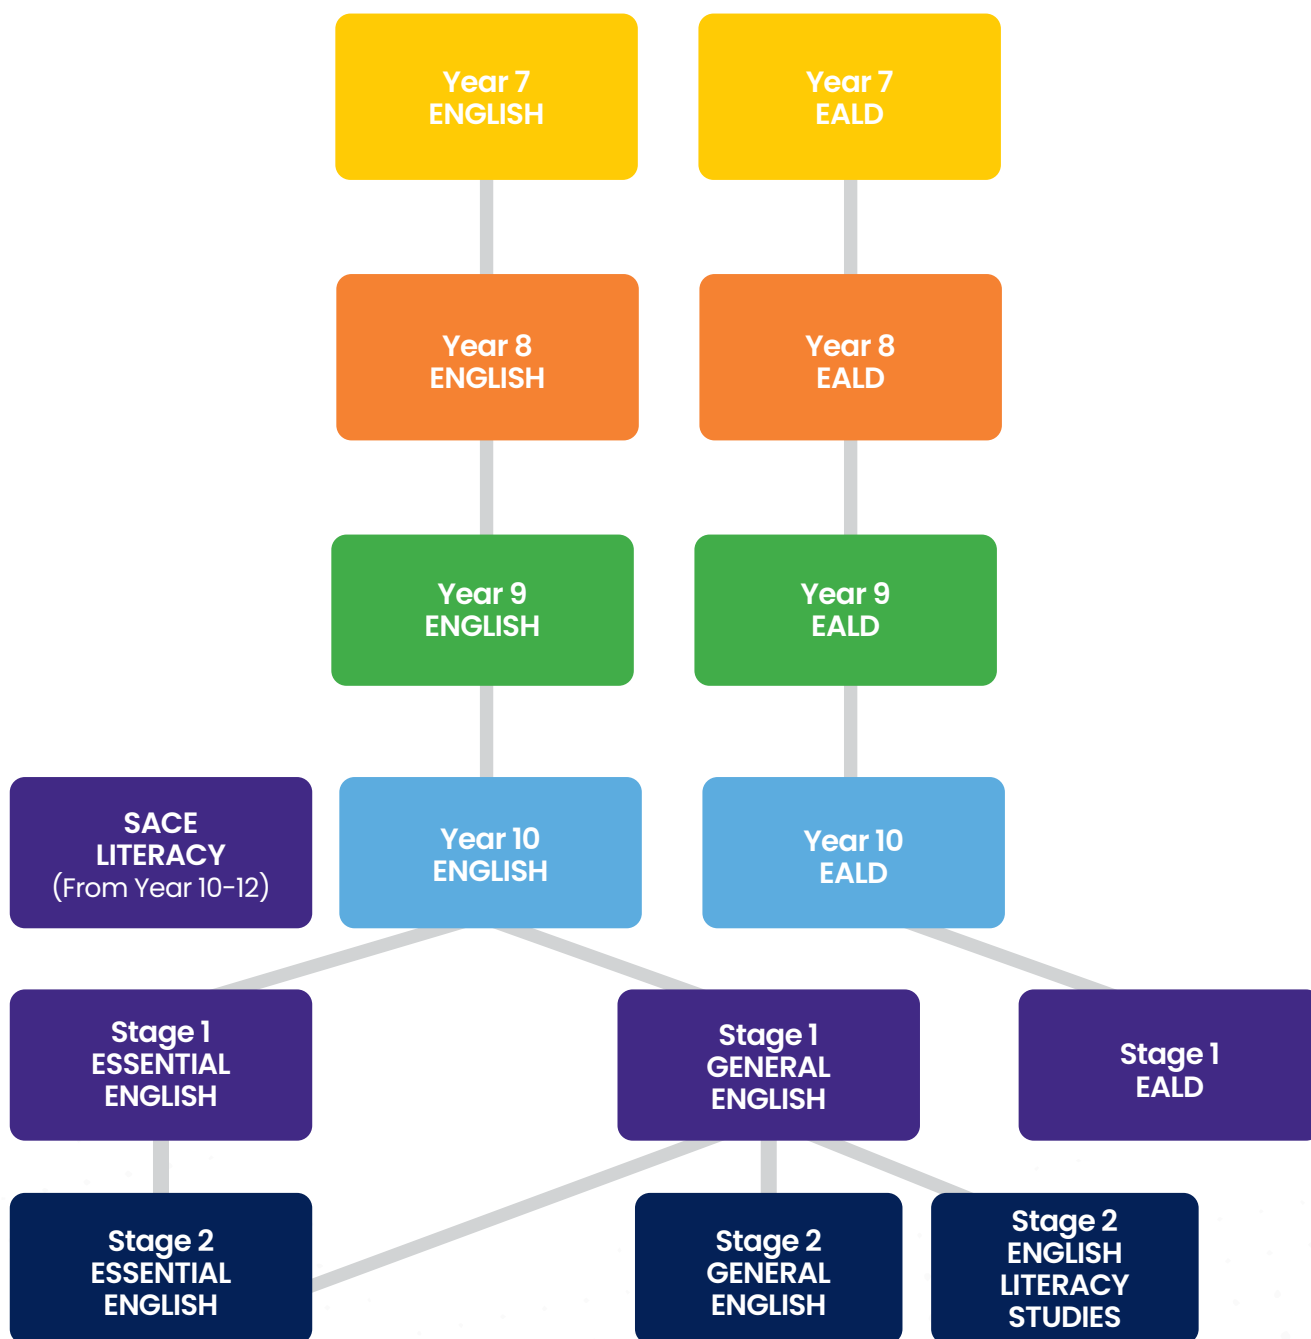 Year 7
ENGLISH
Year 7
EALD
Year 8
ENGLISH
Year 8
EALD
Year 9
ENGLISH
Year 9
EALD
SACE
LITERACY
(From Year 10-12)
Year 10
ENGLISH
Year 10
EALD
Stage 1
ESSENTIAL
ENGLISH
Stage 1
GENERAL
ENGLISH
Stage 1
EALD
Stage 2
ESSENTIAL
ENGLISH
Stage 2
GENERAL
ENGLISH
Stage 2
ENGLISH
LITERACY
STUDIES